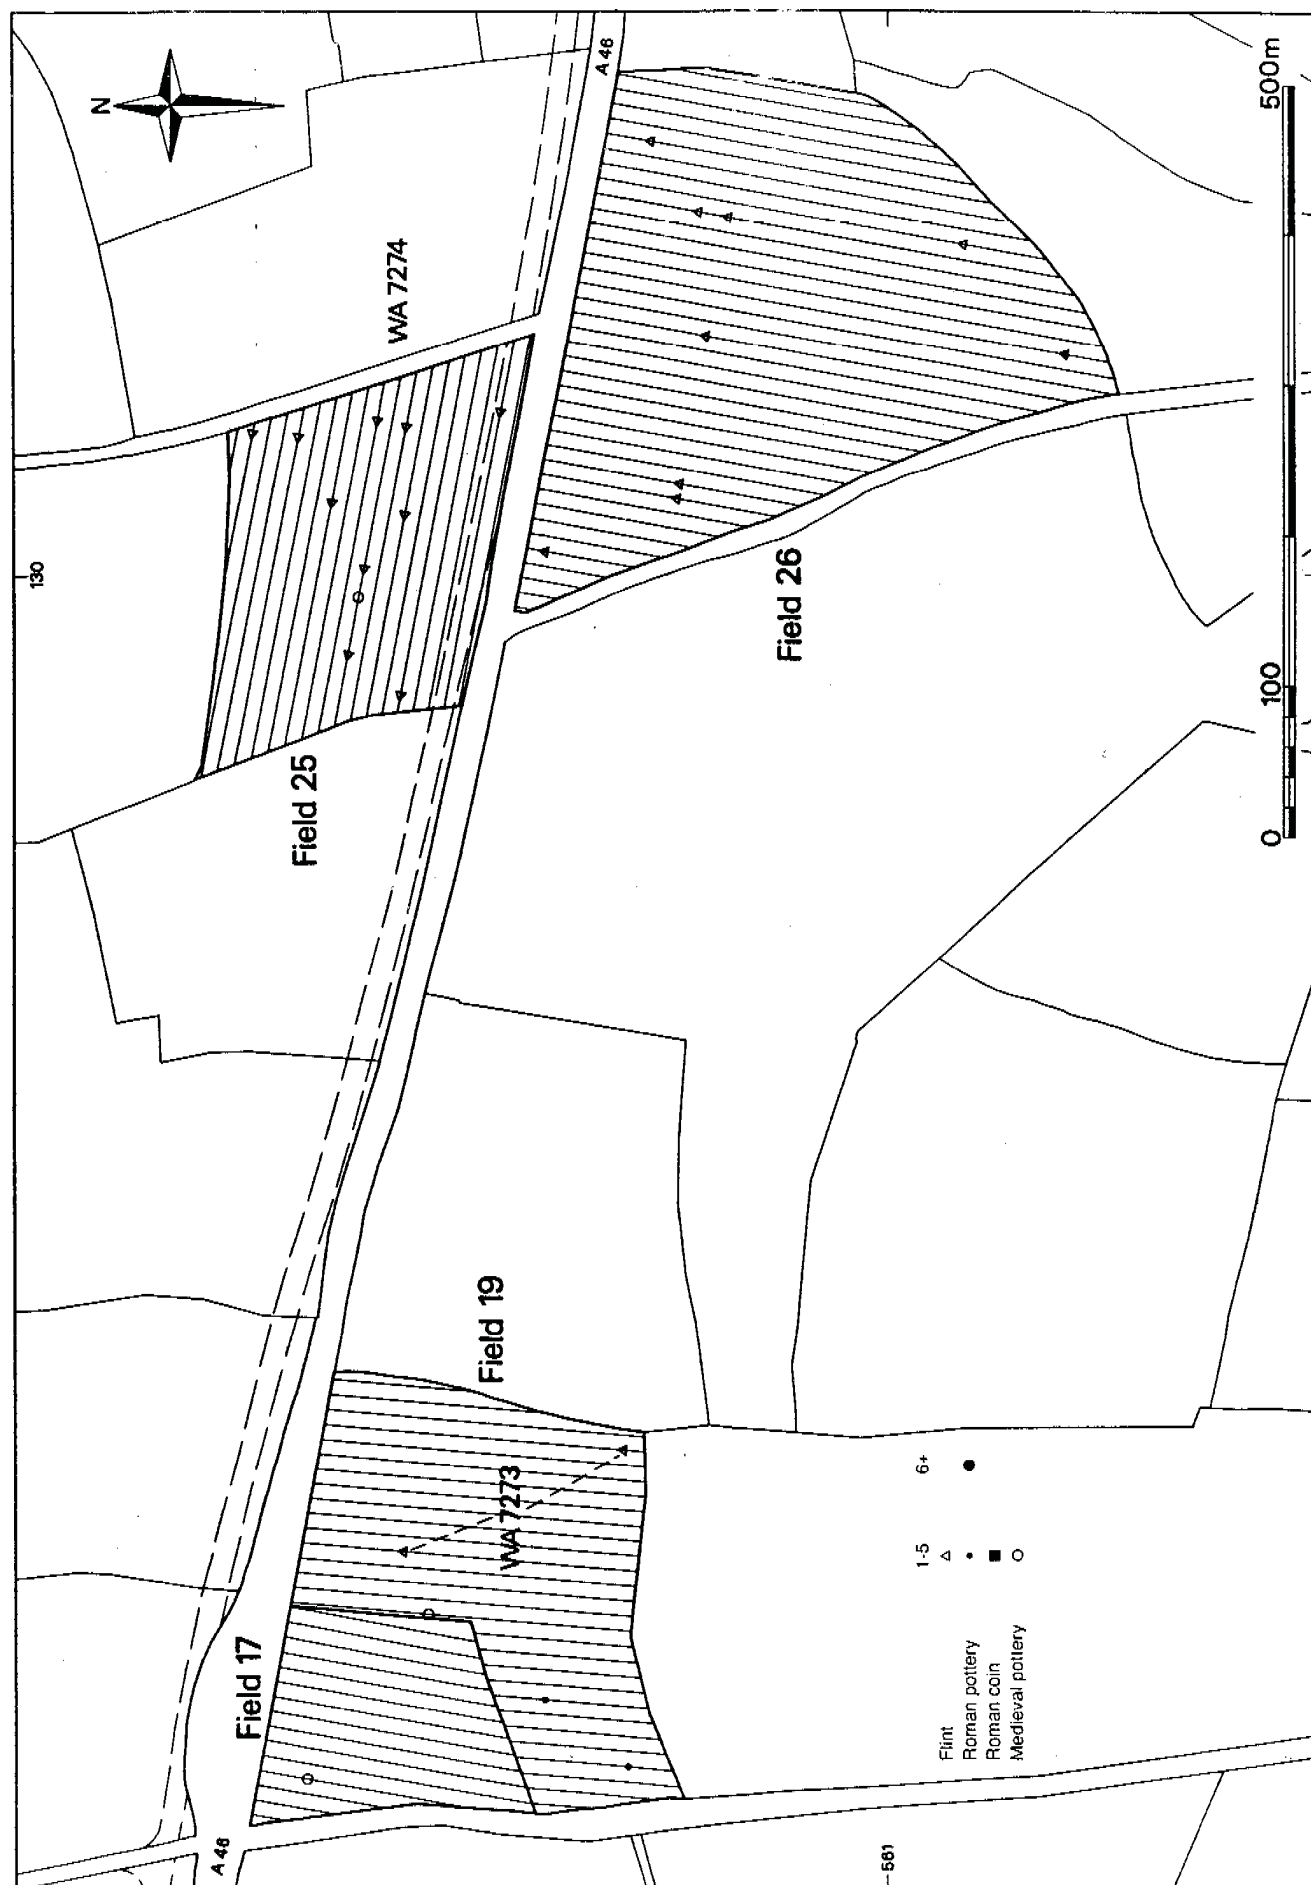 N
A 46
WA 7274
130
Field 25
Field 26
Field 19
WA 7273
Field 17
A 46
561
1-5 6+
Flint
Roman pottery
Roman coin
Medieval pottery
0 100 500m